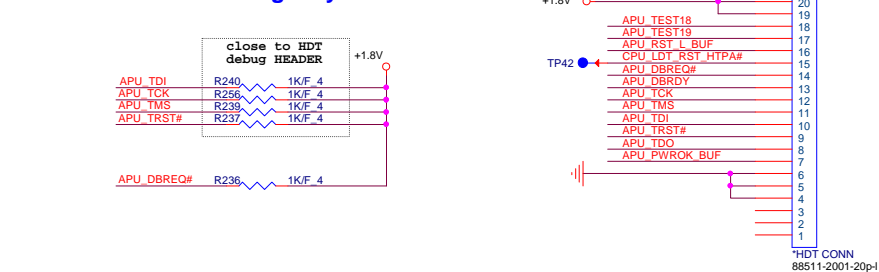 +1.8V
close to HDT
debug HEADER
+1.8V
APU_TDI R240 1K/F_4
APU_TCK R256 1K/F_4
APU_TMS R239 1K/F_4
APU_TRST# R237 1K/F_4
APU_DBREQ# R236 1K/F_4
20
19
APU_TEST18 18
APU_TEST19 17
APU_RST_L_BUF 16
TP42 CPU_LDT_RST_HTPA# 15
APU_DBREQ# 14
APU_DBRDY 13
APU_TCK 12
APU_TMS 11
APU_TDI 10
APU_TRST# 9
APU_TDO 8
APU_PWROK_BUF 7
6
5
4
3
2
1
*HDT CONN
88511-2001-20p-l